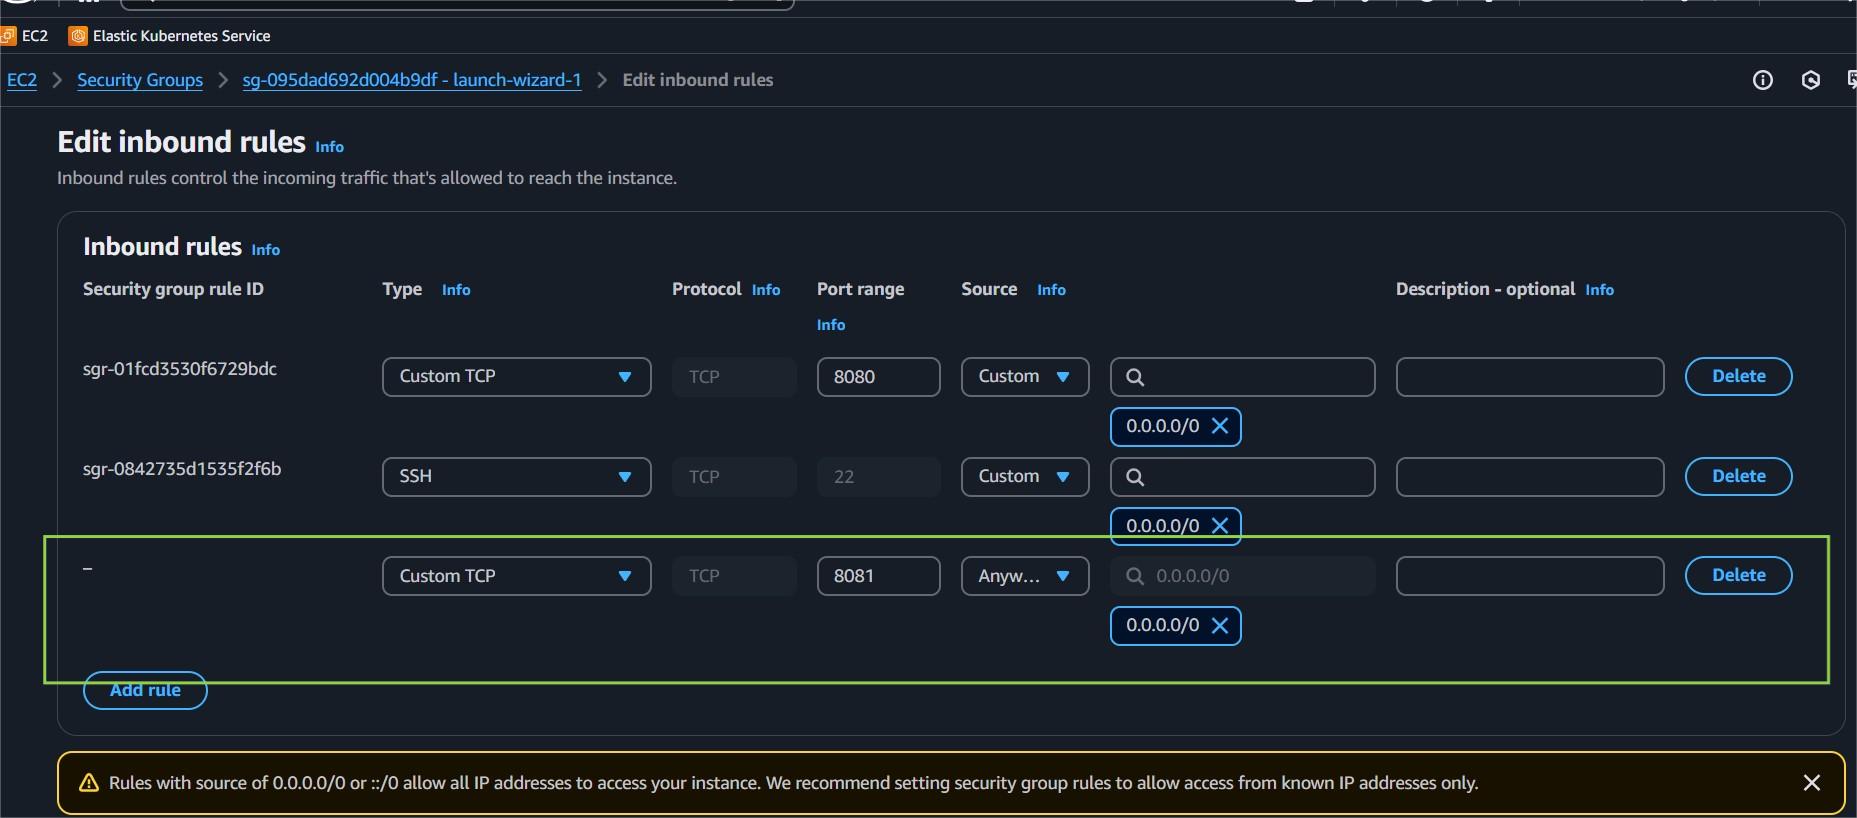 EC2 Elastic Kubernetes Service
EC2 > Security Groups > sg-095dad692d004b9df - launch-wizard-1 > Edit inbound rules
Edit inbound rules Info
Inbound rules control the incoming traffic that's allowed to reach the instance.
Inbound rules Info
Security group rule ID Type Info Protocol Info Port range Source Info Description - optional Info
Info
sgr-01fcd3530f6729bdc Custom TCP TCP 8080 Custom Delete
0.0.0.0/0
sgr-0842735d1535f2f6b SSH TCP 22 Custom Delete
0.0.0.0/0
– Custom TCP TCP 8081 Anyw... 0.0.0.0/0 Delete
0.0.0.0/0
Add rule
Rules with source of 0.0.0.0/0 or ::/0 allow all IP addresses to access your instance. We recommend setting security group rules to allow access from known IP addresses only.